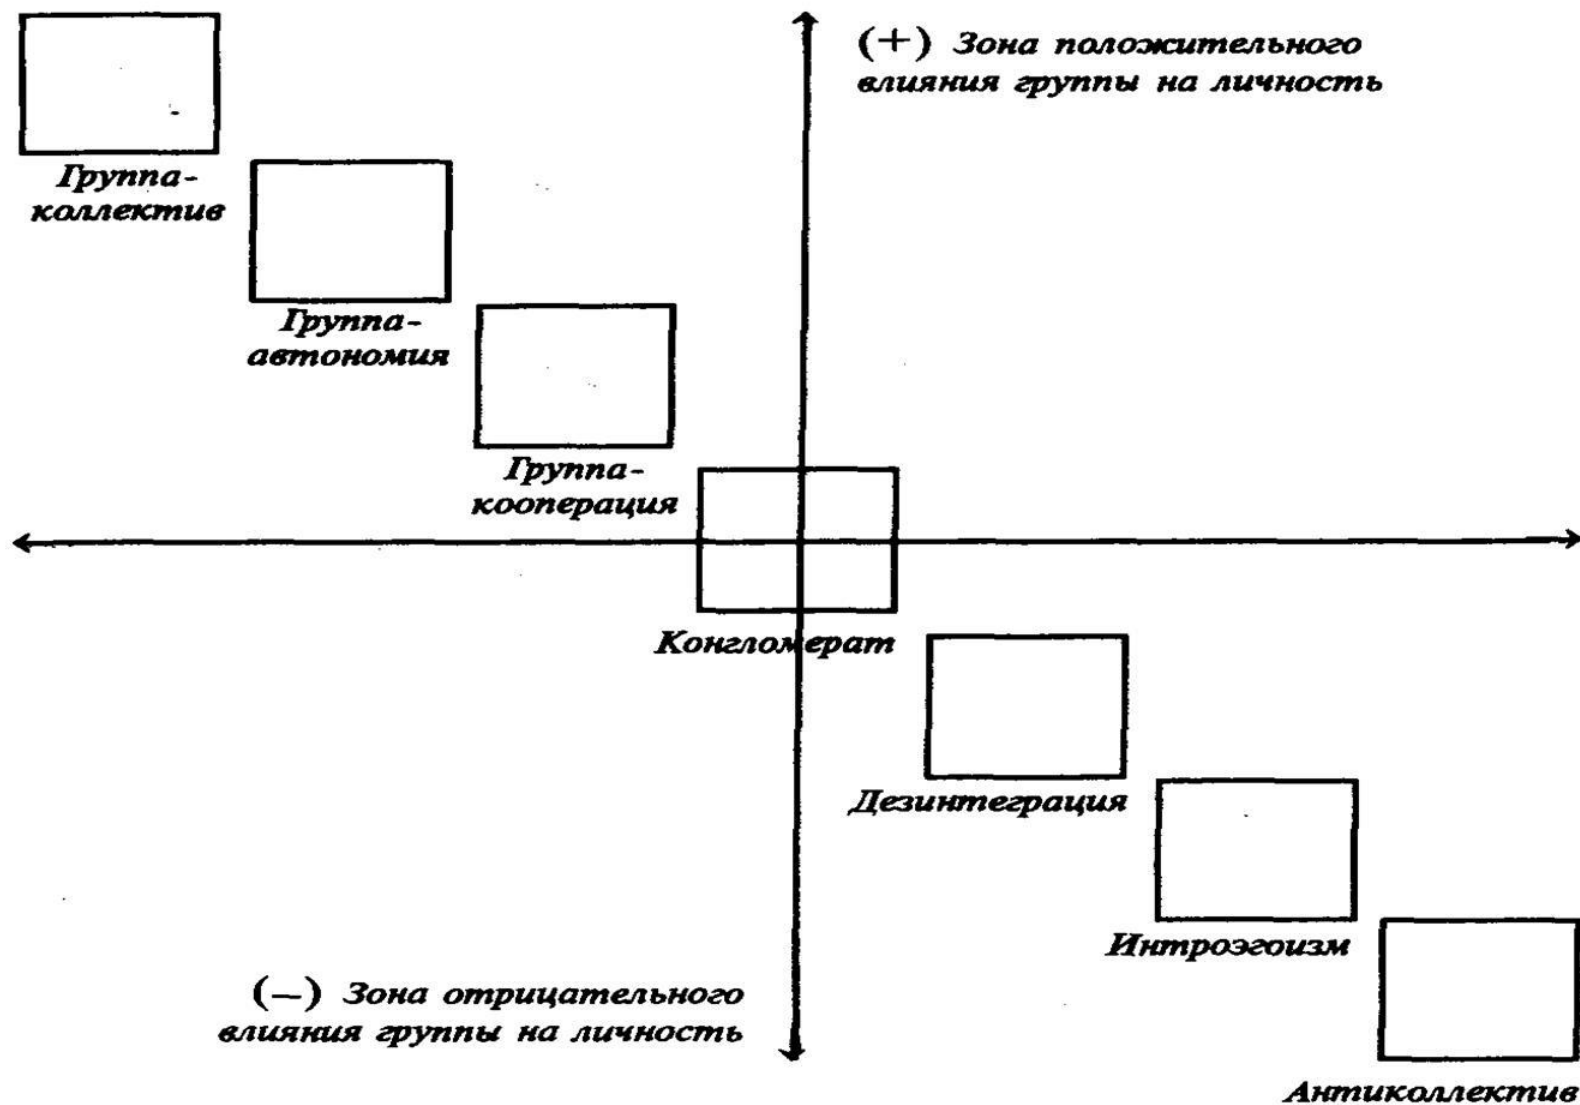 (+) Зона положительного
влияния группы на личность
Группа-
коллектив
Группа-
автономия
Группа-
кооперация
Конгломерат
Дезинтеграция
Интроэгоизм
(—) Зона отрицательного
влияния группы на личность
Антиколлектив